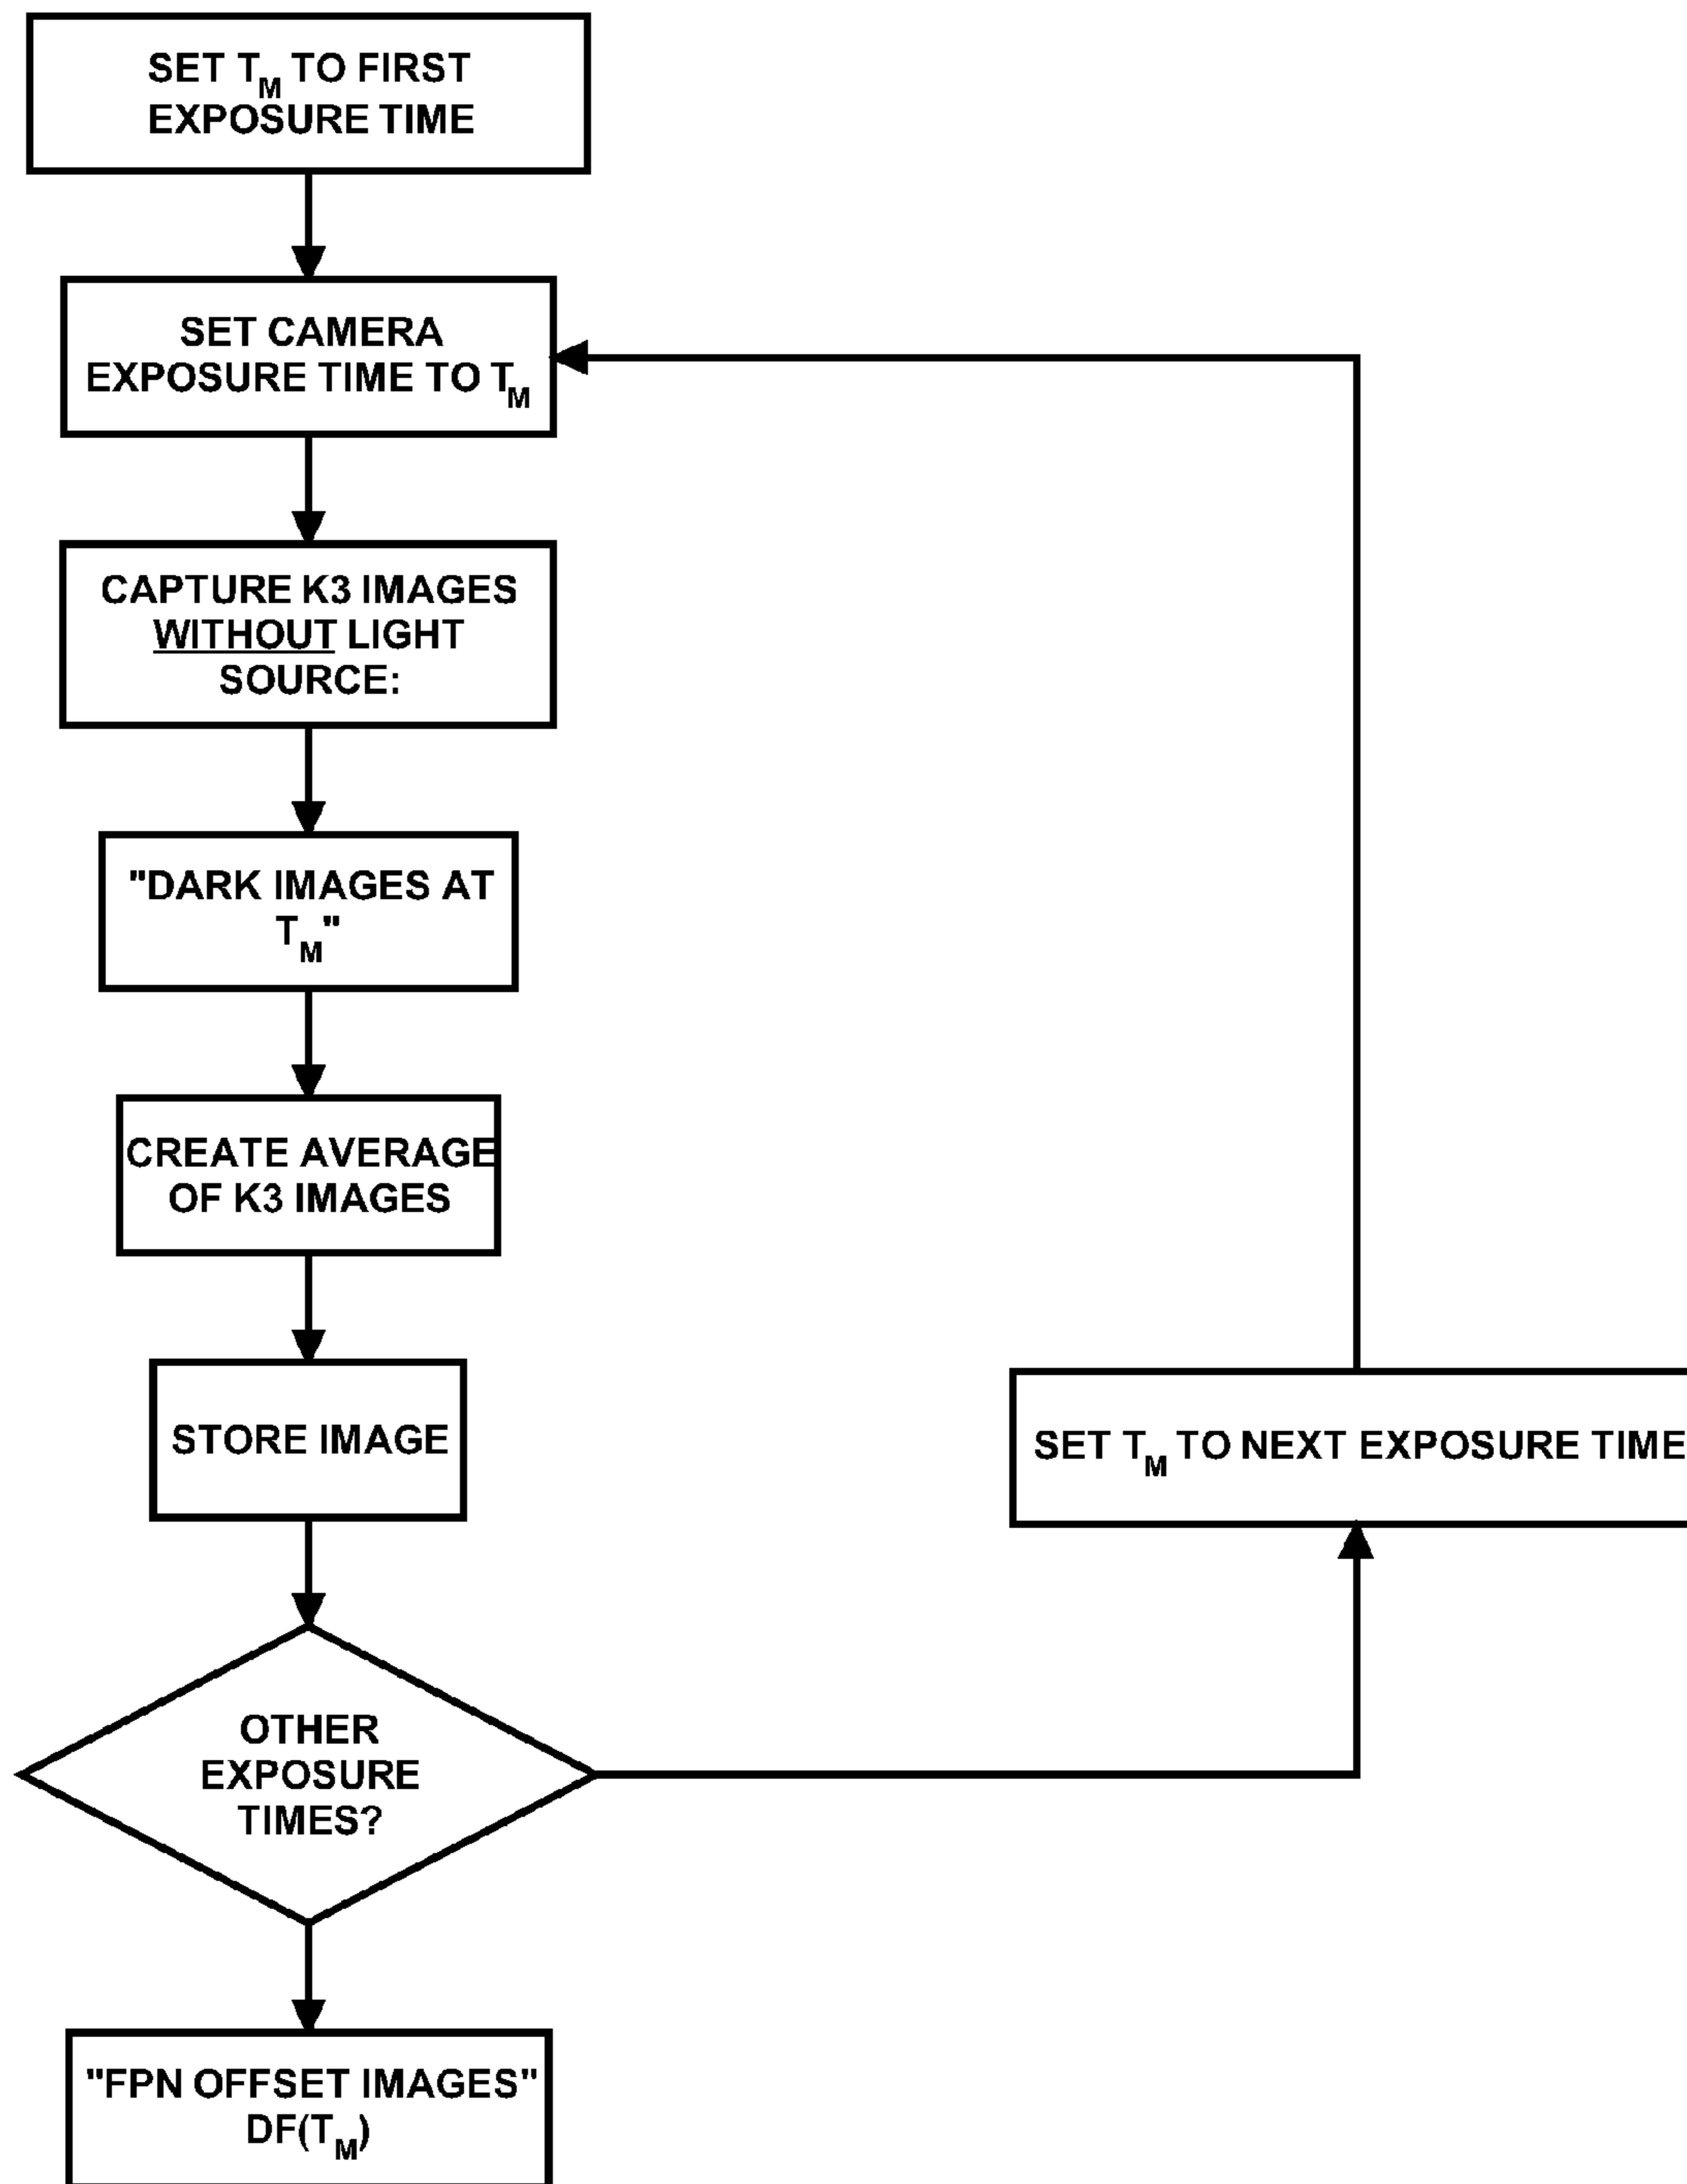 SET TM TO FIRST
EXPOSURE TIME
SET CAMERA
EXPOSURE TIME TO TM
CAPTURE K3 IMAGES
WITHOUT LIGHT
SOURCE:
"DARK IMAGES AT
TM"
CREATE AVERAGE
OF K3 IMAGES
STORE IMAGE
SET TM TO NEXT EXPOSURE TIME
OTHER
EXPOSURE
TIMES?
"FPN OFFSET IMAGES"
DF(TM)